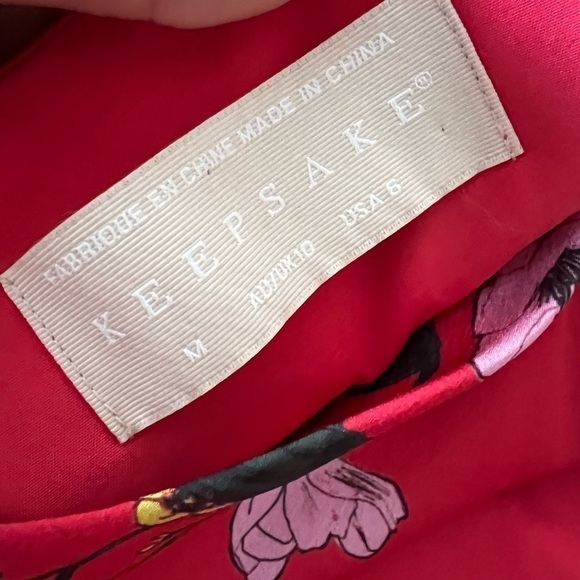 FABRIQUE EN CHINE MADE IN CHINA
KEEPSAKE®
M AU/UK10 USA 6